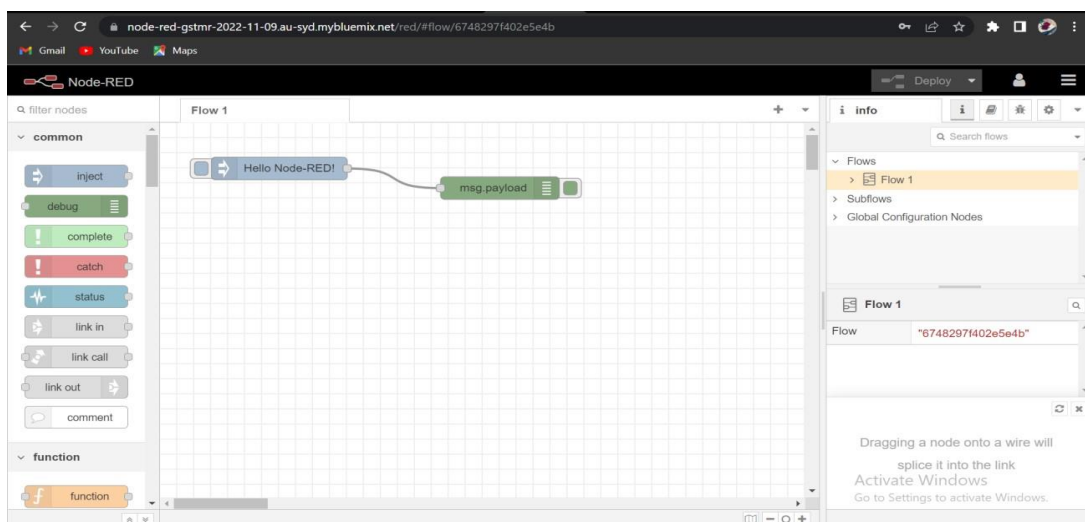 node-red-gstmr-2022-11-09.au-syd.mybluemix.net/red/#flow/6748297f402e5e4b
Gmail YouTube Maps
Node-RED Deploy
filter nodes
common
inject
debug
complete
catch
status
link in
link call
link out
comment
function
function
Flow 1
Hello Node-RED!
msg.payload
i info
Search flows
Flows
Flow 1
Subflows
Global Configuration Nodes
Flow 1
Flow "6748297f402e5e4b"
Dragging a node onto a wire will
splice it into the link
Activate Windows
Go to Settings to activate Windows.